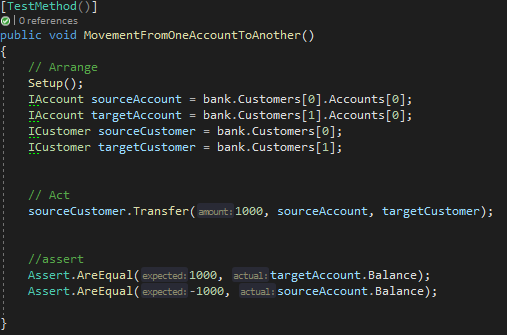 [TestMethod()]
| 0 references
public void MovementFromOneAccountToAnother()
{
// Arrange
Setup();
IAccount sourceAccount = bank.Customers[0].Accounts[0];
IAccount targetAccount = bank.Customers[1].Accounts[0];
ICustomer sourceCustomer = bank.Customers[0];
ICustomer targetCustomer = bank.Customers[1];
// Act
sourceCustomer.Transfer(amount: 1000, sourceAccount, targetCustomer);
//assert
Assert.AreEqual(expected: 1000, actual: targetAccount.Balance);
Assert.AreEqual(expected: -1000, actual: sourceAccount.Balance);
}